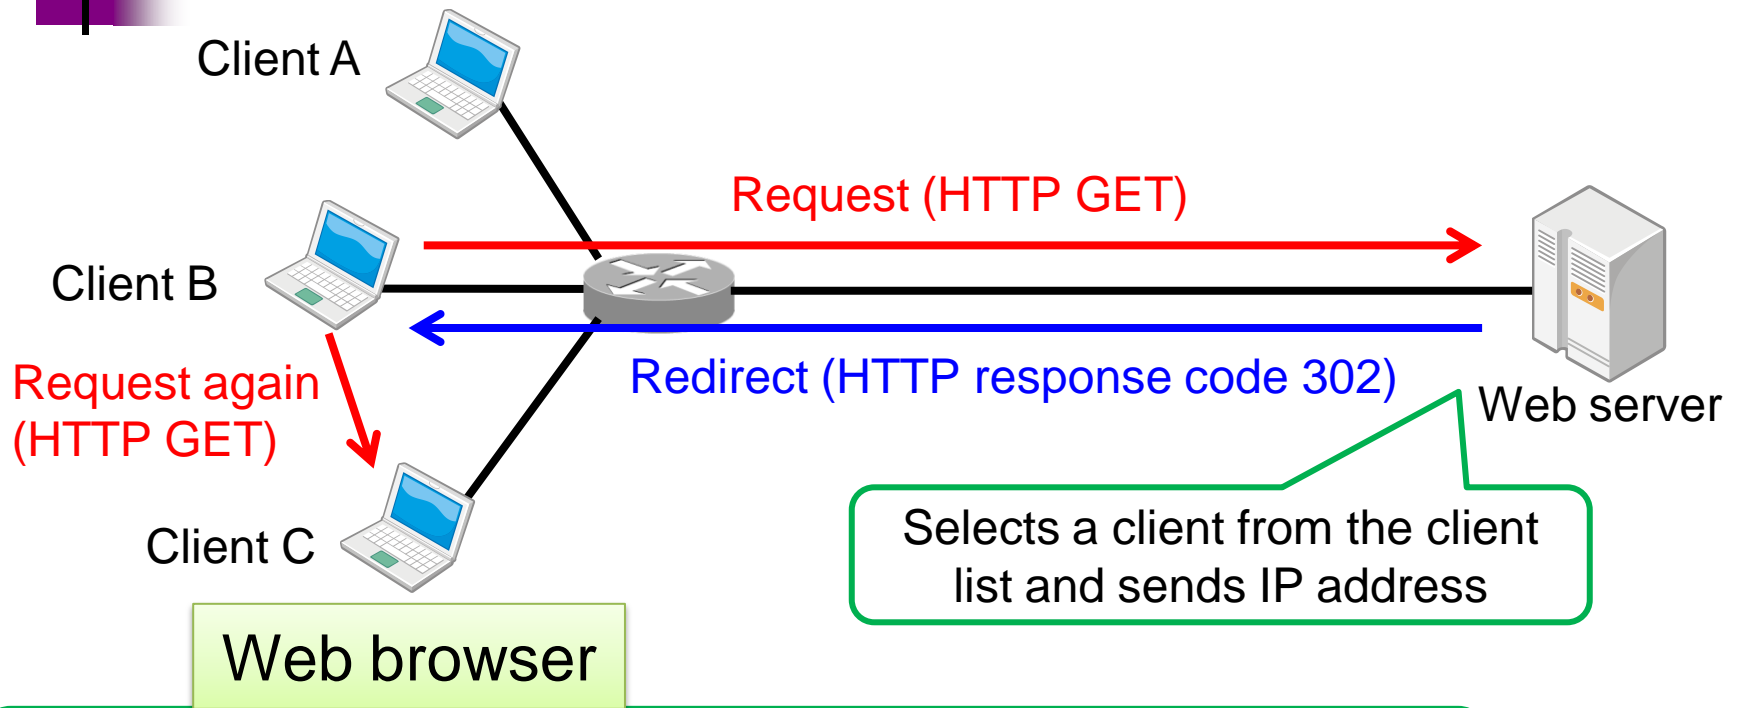 Client A
Request (HTTP GET)
Client B
Redirect (HTTP response code 302)
Request again
(HTTP GET)
Web server
Client C
Selects a client from the client
list and sends IP address
Web browser